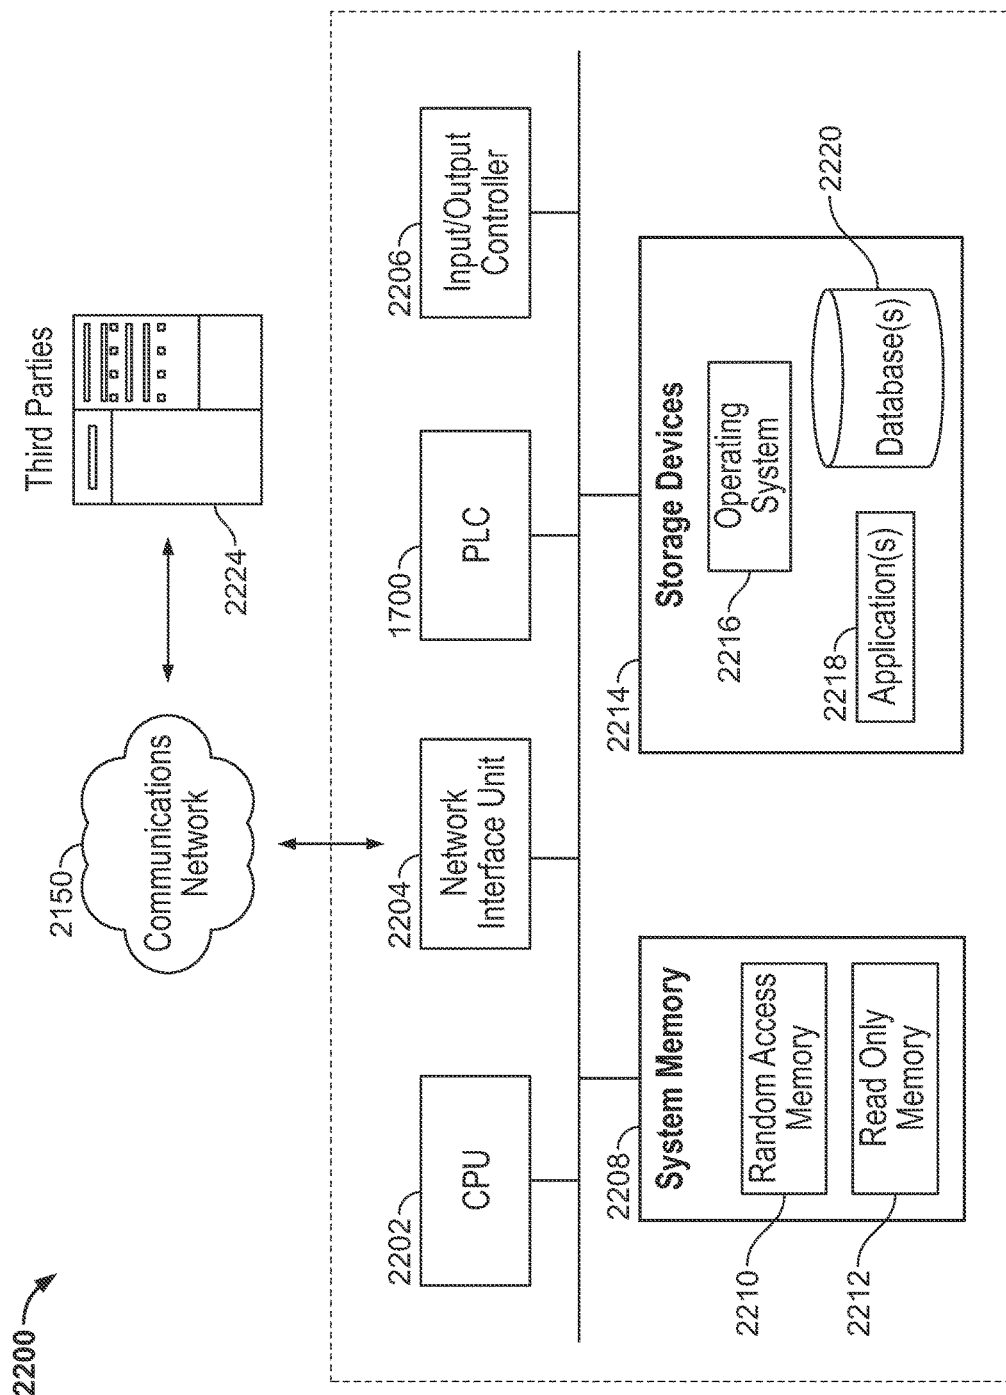 2200
2150
Communications
Network
Third Parties
2224
2202
CPU
2204
Network
Interface Unit
1700
PLC
2206
Input/Output
Controller
2208
System Memory
2210
Random Access
Memory
2212
Read Only
Memory
2214
Storage Devices
2216
Operating
System
2218
Application(s)
Database(s)
2220